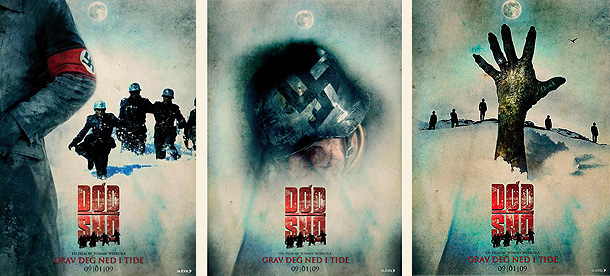 DØD
SNØ
EN FILM AV TOMMY WIRKOLA
GRAV DEG NED I TIDE
09|01|09
DØD
SNØ
EN FILM AV TOMMY WIRKOLA
GRAV DEG NED I TIDE
09|01|09
DØD
SNØ
EN FILM AV TOMMY WIRKOLA
GRAV DEG NED I TIDE
09|01|09